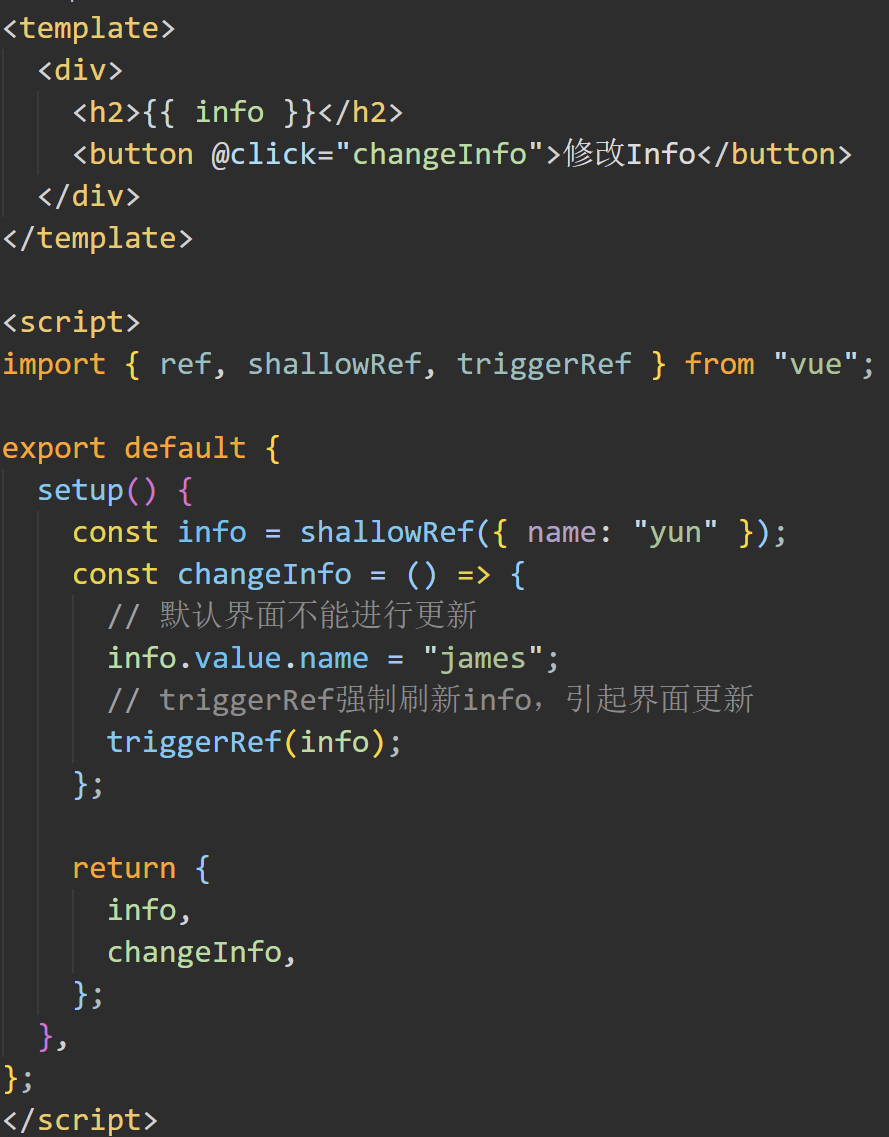 <template>
  <div>
    <h2>{{ info }}</h2>
    <button @click="changeInfo">修改Info</button>
  </div>
</template>

<script>
import { ref, shallowRef, triggerRef } from "vue";

export default {
  setup() {
    const info = shallowRef({ name: "yun" });
    const changeInfo = () => {
      // 默认界面不能进行更新
      info.value.name = "james";
      // triggerRef强制刷新info，引起界面更新
      triggerRef(info);
    };

    return {
      info,
      changeInfo,
    };
  },
};
</script>